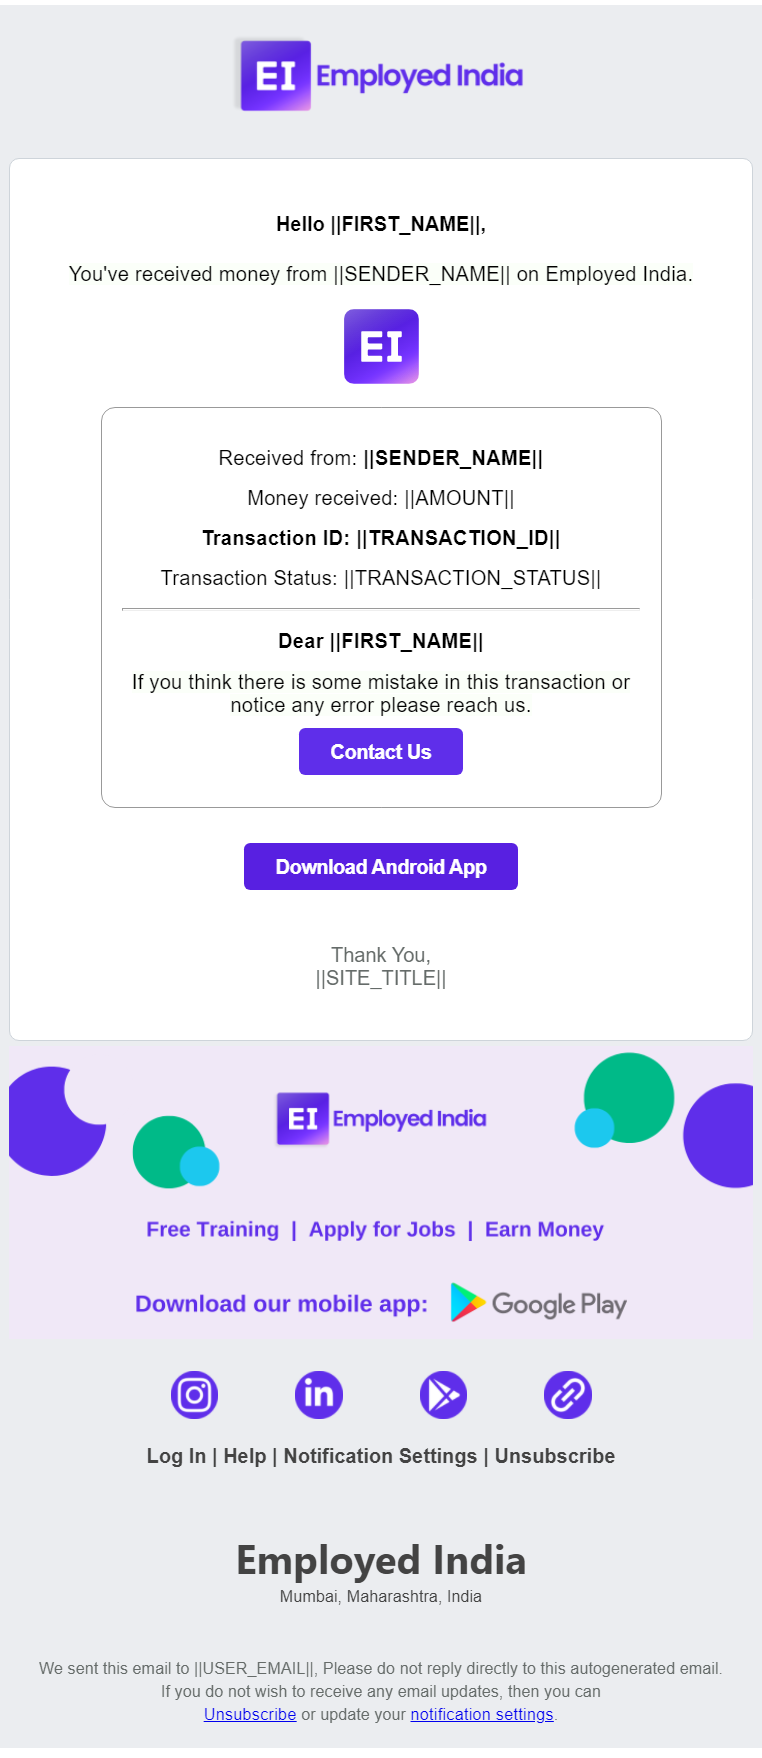 EI Employed India
Hello ||FIRST_NAME||,
You've received money from ||SENDER_NAME|| on Employed India.
EI
Received from: ||SENDER_NAME||
Money received: ||AMOUNT||
Transaction ID: ||TRANSACTION_ID||
Transaction Status: ||TRANSACTION_STATUS||
Dear ||FIRST_NAME||
If you think there is some mistake in this transaction or
notice any error please reach us.
Contact Us
Download Android App
Thank You,
||SITE_TITLE||
EI Employed India
Free Training | Apply for Jobs | Earn Money
Download our mobile app: Google Play
in
Log In | Help | Notification Settings | Unsubscribe
Employed India
Mumbai, Maharashtra, India
We sent this email to ||USER_EMAIL||, Please do not reply directly to this autogenerated email.
If you do not wish to receive any email updates, then you can
Unsubscribe or update your notification settings.